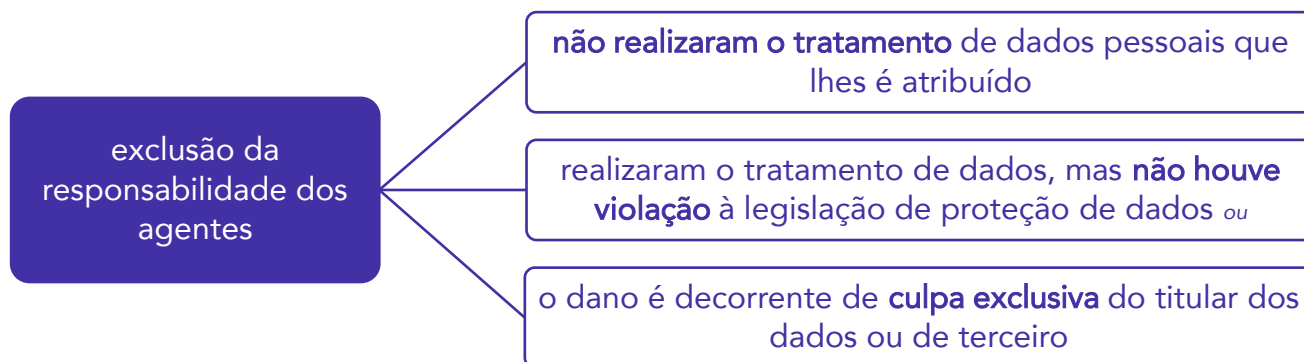 exclusão da
responsabilidade dos
agentes
não realizaram o tratamento de dados pessoais que
lhes é atribuído
realizaram o tratamento de dados, mas não houve
violação à legislação de proteção de dados ou
o dano é decorrente de culpa exclusiva do titular dos
dados ou de terceiro